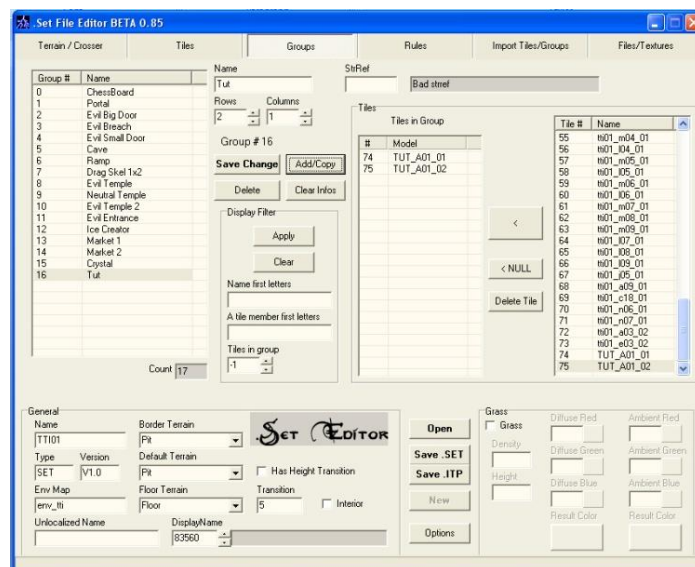 .Set File Editor BETA 0.85
Terrain / Crosser Tiles Groups Rules Import Tiles/Groups Files/Textures
Group # Name
0 ChessBoard
1 Portal
2 Evil Big Door
3 Evil Breach
4 Evil Small Door
5 Cave
6 Ramp
7 Drag Skel 1x2
8 Evil Temple
9 Neutral Temple
10 Evil Temple 2
11 Evil Entrance
12 Ice Creator
13 Market 1
14 Market 2
15 Crystal
16 Tut
Count 17
Name StrRef
Tut Bad strref
Rows Columns
2 1
Group # 16
Save Change Add/Copy
Delete Clear Infos
Display Filter
Apply
Clear
Name first letters
A tile member first letters
Tiles in group
-1
Tiles
Tiles in Group
# Model
74 TUT_A01_01
75 TUT_A01_02
<
< NULL
Delete Tile
Tile # Name
55 tti01_m04_01
56 tti01_l04_01
57 tti01_m05_01
58 tti01_l05_01
59 tti01_m06_01
60 tti01_l06_01
61 tti01_m07_01
62 tti01_m08_01
63 tti01_m09_01
64 tti01_l07_01
65 tti01_l08_01
66 tti01_l09_01
67 tti01_j05_01
68 tti01_a09_01
69 tti01_c18_01
70 tti01_n06_01
71 tti01_n07_01
72 tti01_a03_02
73 tti01_e03_02
74 TUT_A01_01
75 TUT_A01_02
General
Name Border Terrain
TTI01 Pit
.Set Editor
Type Version Default Terrain
SET V1.0 Pit
Has Height Transition
Env Map Floor Terrain Transition
env_tti Floor 5 Interior
Unlocalized Name DisplayName
83560
Open
Save .SET
Save .ITP
New
Options
Grass
Grass
Density
Height
Diffuse Red Ambient Red
Diffuse Green Ambient Green
Diffuse Blue Ambient Blue
Result Color Result Color